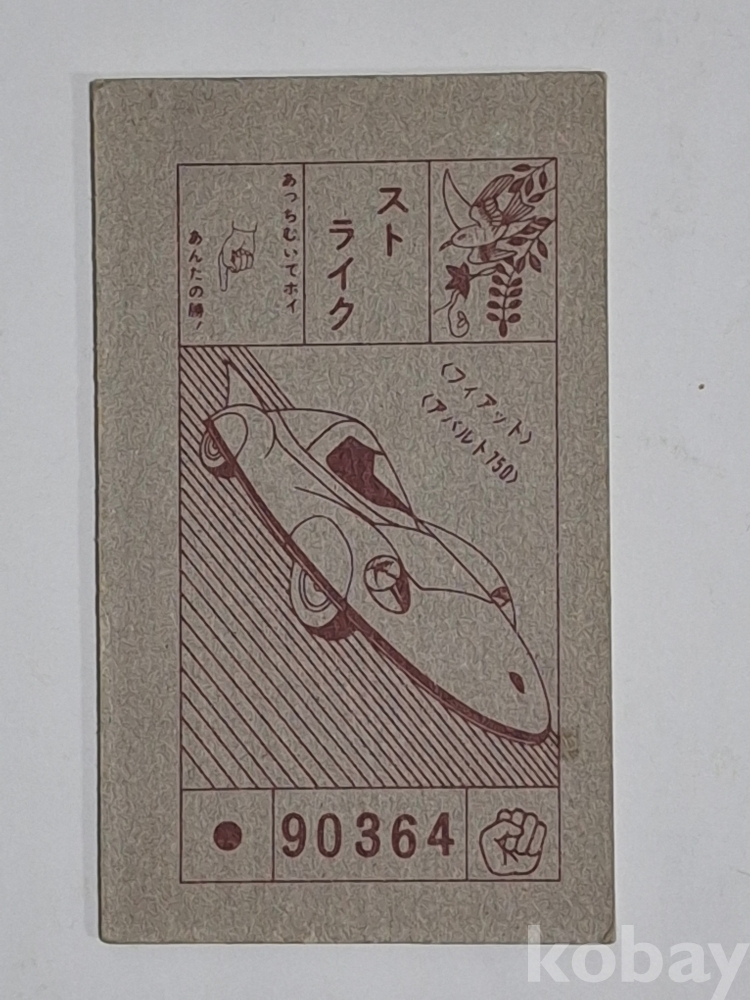 スト
ライク
あっちむいてホイ
あんたの勝!
〈フィアット〉
〈アバルト750〉
90364
kobay